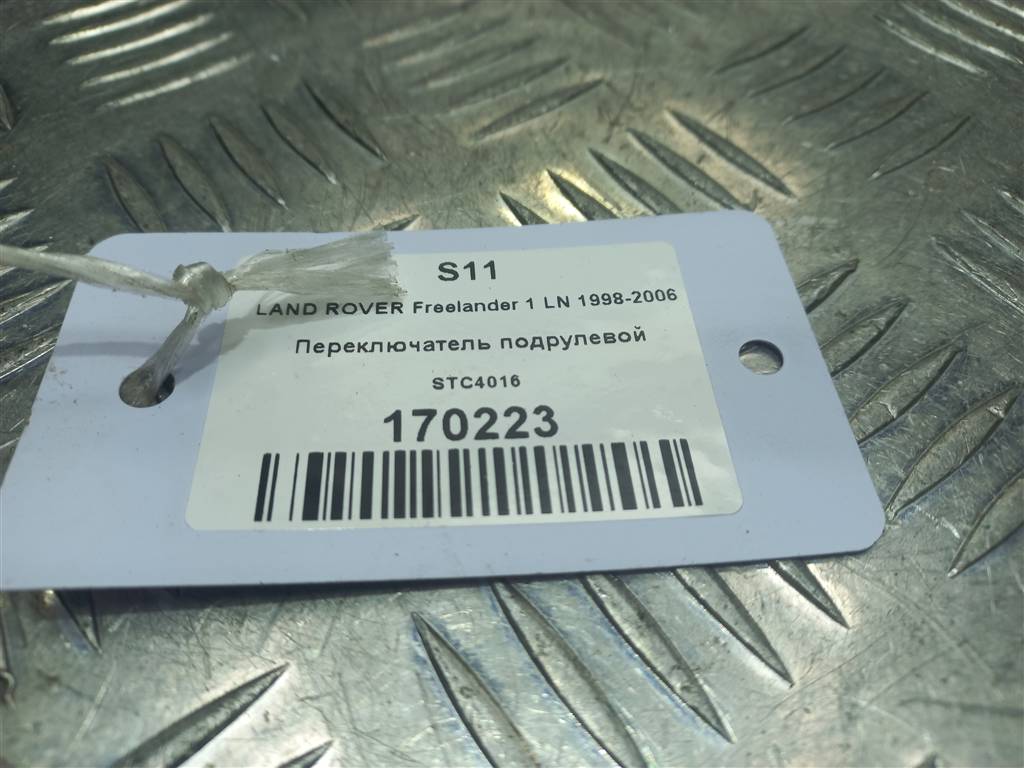 S11
LAND ROVER Freelander 1 LN 1998-2006
Переключатель подрулевой
STC4016
170223